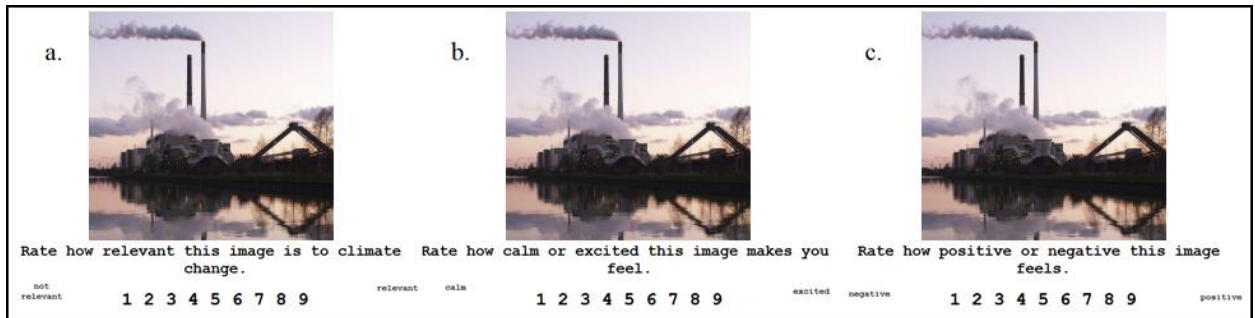 a.
Rate how relevant this image is to climate
change.
not
relevant
1 2 3 4 5 6 7 8 9
relevant
b.
Rate how calm or excited this image makes you
feel.
calm
1 2 3 4 5 6 7 8 9
excited
c.
Rate how positive or negative this image
feels.
negative
1 2 3 4 5 6 7 8 9
positive